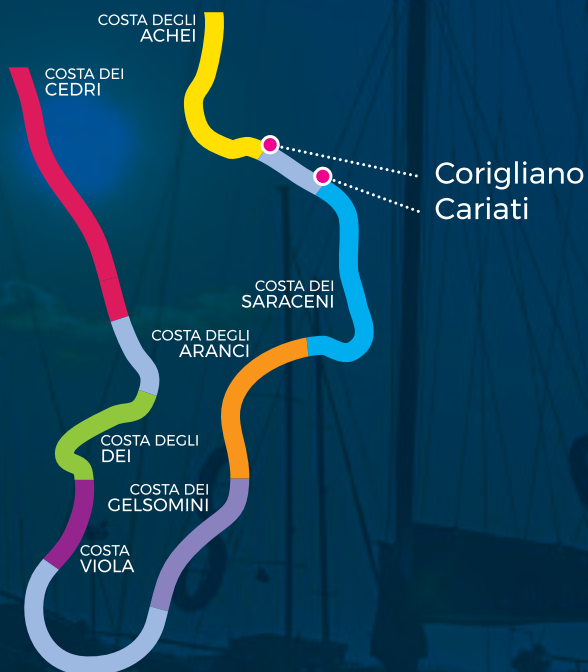 COSTA DEGLI
ACHEI
COSTA DEI
CEDRI
Corigliano
Cariati
COSTA DEI
SARACENI
COSTA DEGLI
ARANCI
COSTA DEGLI
DEI
COSTA DEI
GELSOMINI
COSTA
VIOLA